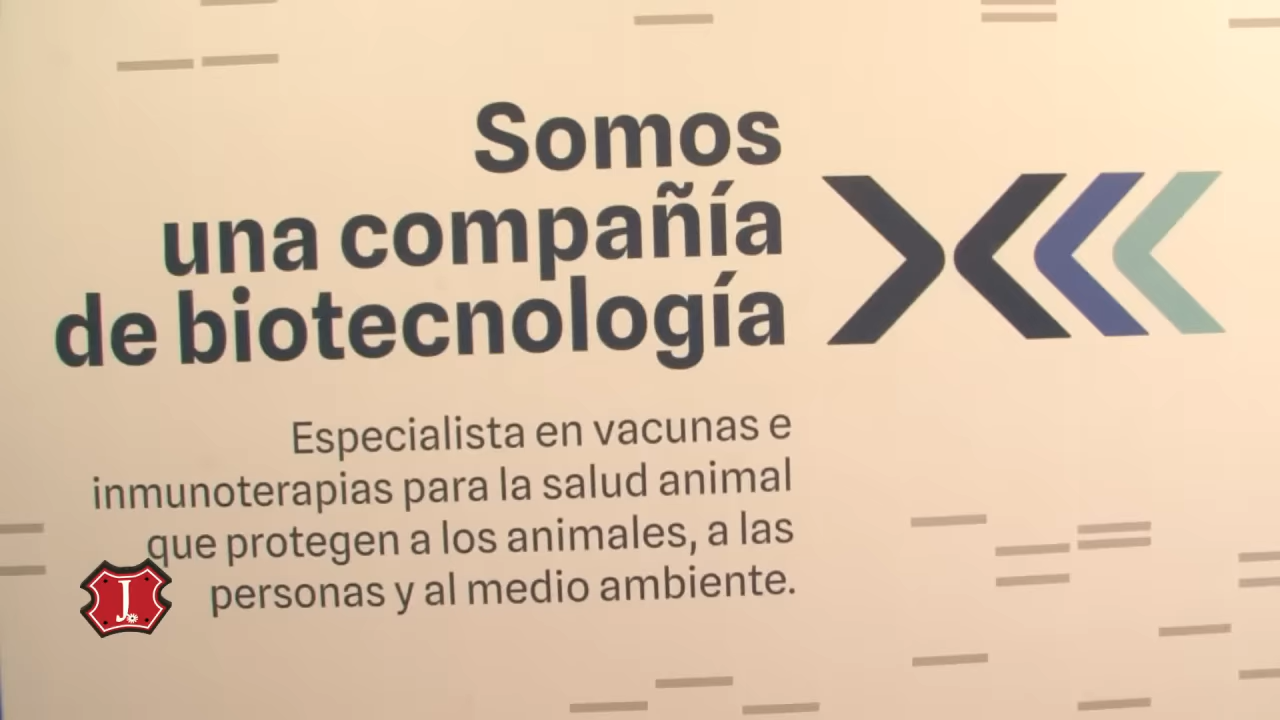 Somos
una compañía
de biotecnología
Especialista en vacunas e
inmunoterapias para la salud animal
que protegen a los animales, a las
personas y al medio ambiente.
J.